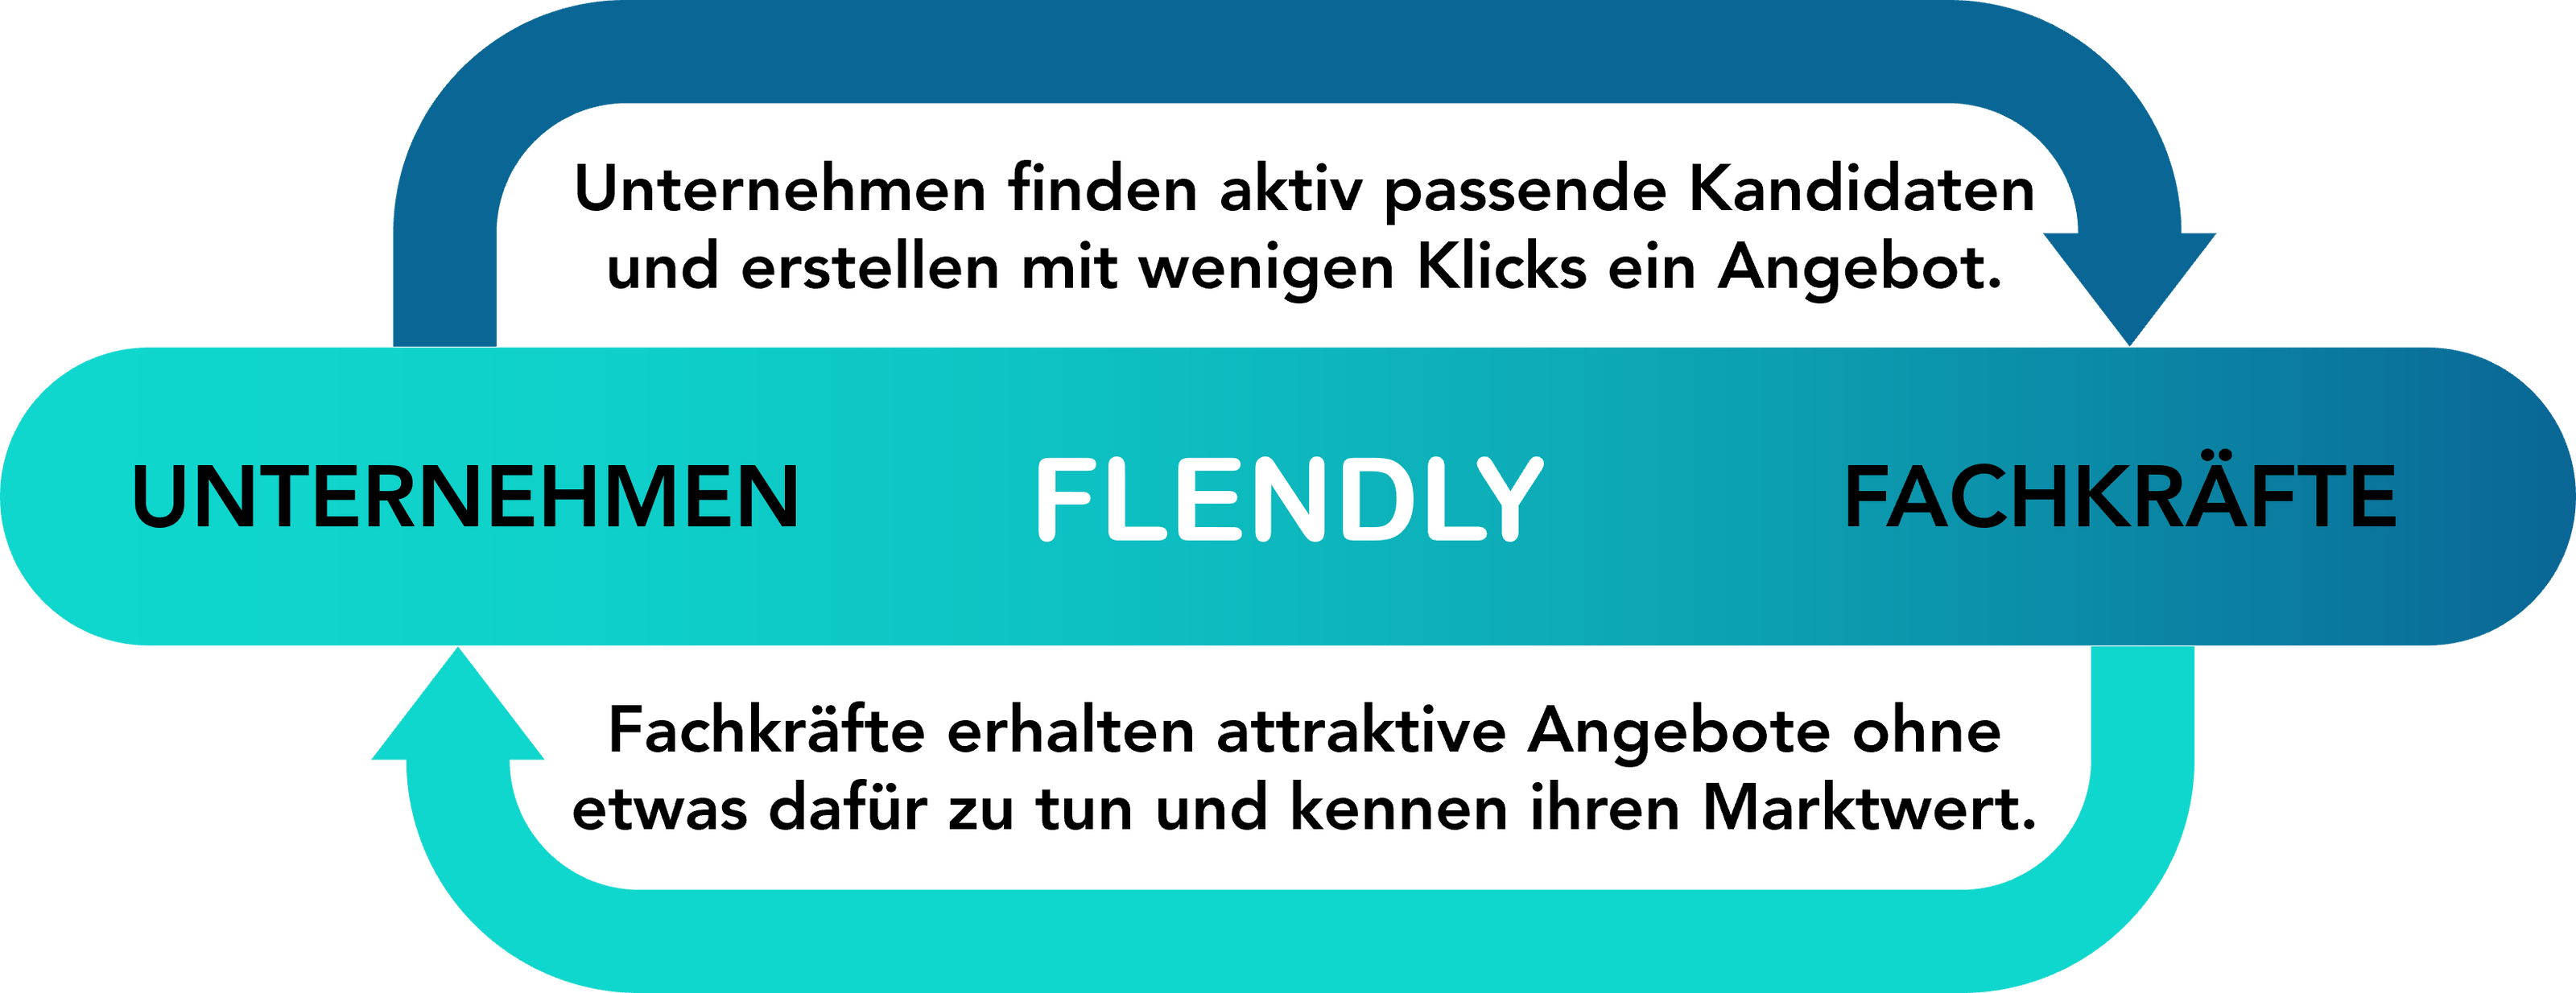 Unternehmen finden aktiv passende Kandidaten
und erstellen mit wenigen Klicks ein Angebot.
UNTERNEHMEN
FLENDLY
FACHKRÄFTE
Fachkräfte erhalten attraktive Angebote ohne
etwas dafür zu tun und kennen ihren Marktwert.